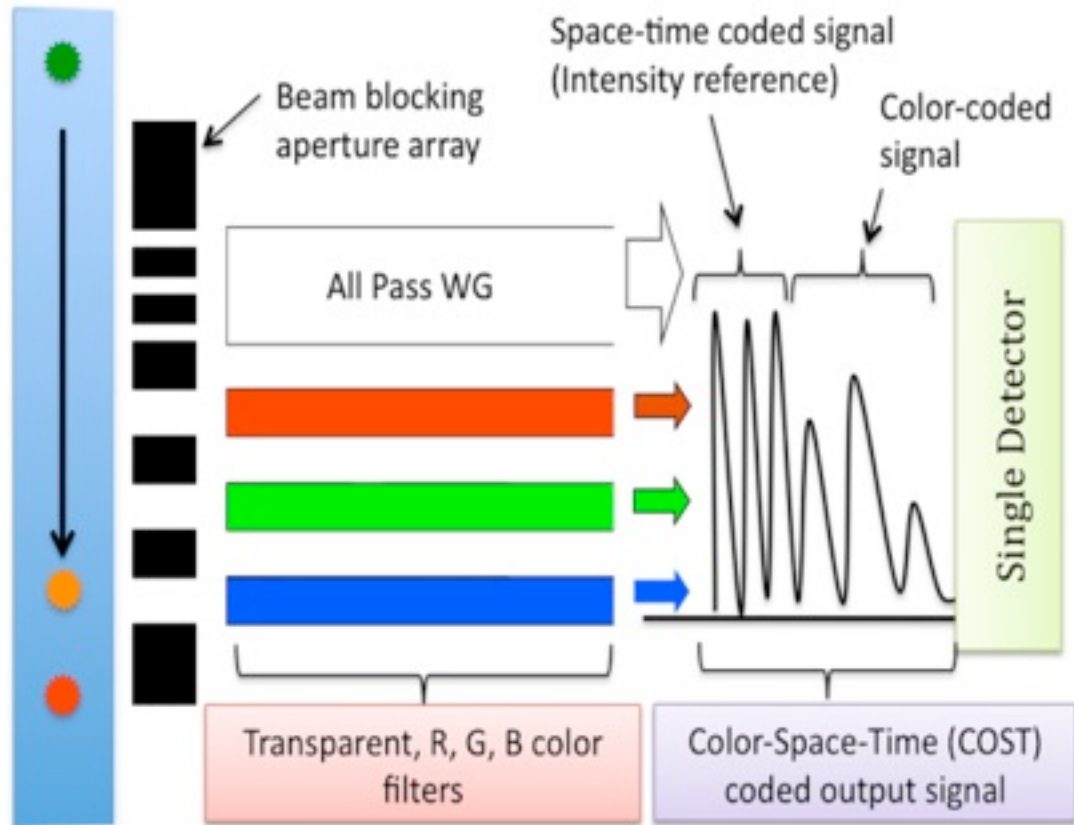 Space-time coded signal
(Intensity reference)
Beam blocking
aperture array
Color-coded
signal
All Pass WG
Single Detector
Transparent, R, G, B color
filters
Color-Space-Time (COST)
coded output signal